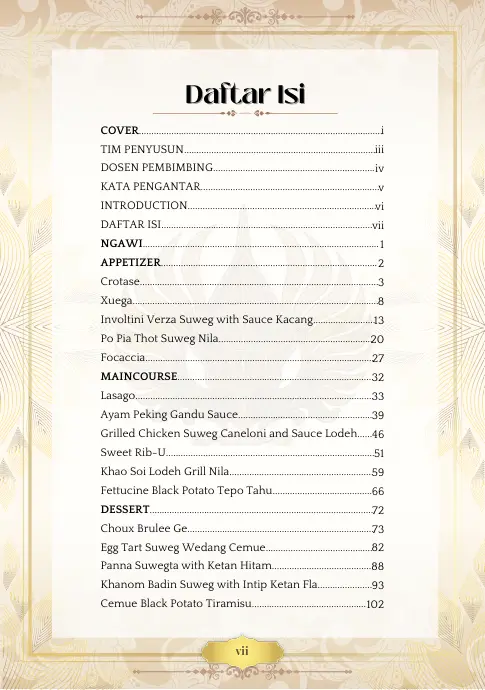 Daftar Isi
COVER....................i
TIM PENYUSUN....................iii
DOSEN PEMBIMBING....................iv
KATA PENGANTAR....................v
INTRODUCTION....................vi
DAFTAR ISI....................vii
NGAWI....................1
APPETIZER....................2
Crotase....................3
Xuega....................8
Involtini Verza Suweg with Sauce Kacang....................13
Po Pia Thot Suweg Nila....................20
Focaccia....................27
MAINCOURSE....................32
Lasago....................33
Ayam Peking Gandu Sauce....................39
Grilled Chicken Suweg Caneloni and Sauce Lodeh......46
Sweet Rib-U....................51
Khao Soi Lodeh Grill Nila....................59
Fettucine Black Potato Tepo Tahu....................66
DESSERT....................72
Choux Brulee Ge....................73
Egg Tart Suweg Wedang Cemue....................82
Panna Suwegta with Ketan Hitam....................88
Khanom Badin Suweg with Intip Ketan Fla....................93
Cemue Black Potato Tiramisu....................102
vii